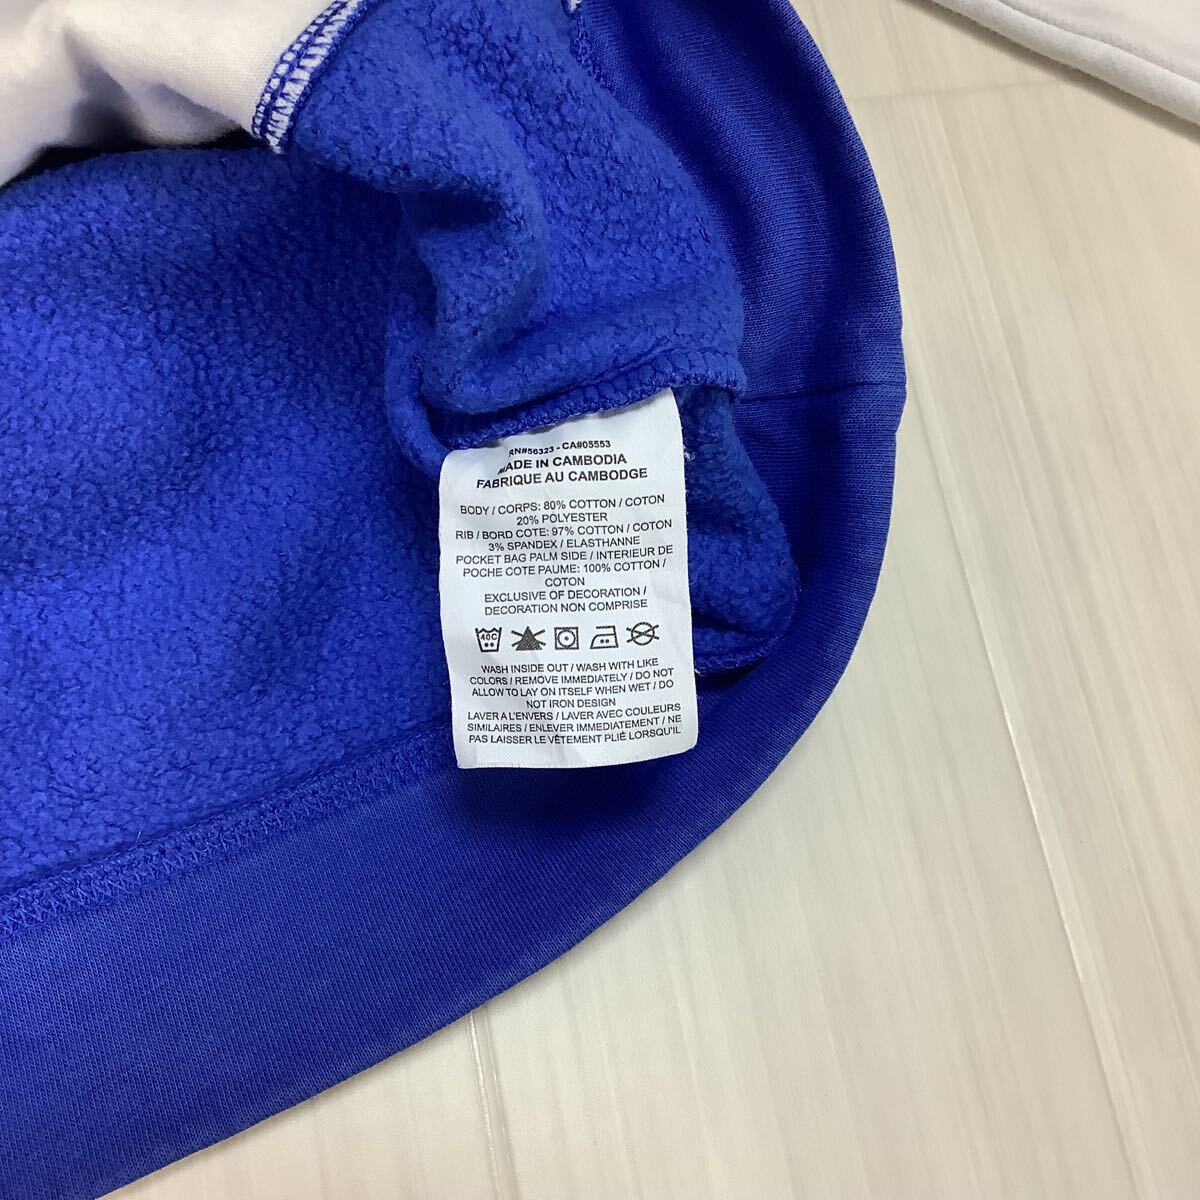 RN#56323 - CA#05553
MADE IN CAMBODIA
FABRIQUE AU CAMBODGE
BODY / CORPS: 80% COTTON / COTON
20% POLYESTER
RIB / BORD COTE: 97% COTTON / COTON
3% SPANDEX / ELASTHANNE
POCKET BAG PALM SIDE / INTERIEUR DE
POCHE COTE PAUME: 100% COTTON /
COTON
EXCLUSIVE OF DECORATION /
DECORATION NON COMPRISE
40C
WASH INSIDE OUT / WASH WITH LIKE
COLORS / REMOVE IMMEDIATELY / DO NOT
ALLOW TO LAY ON ITSELF WHEN WET / DO
NOT IRON DESIGN
LAVER A L'ENVERS / LAVER AVEC COULEURS
SIMILAIRES / ENLEVER IMMEDIATEMENT / NE
PAS LAISSER LE VÊTEMENT PLIÉ LORSQU'IL